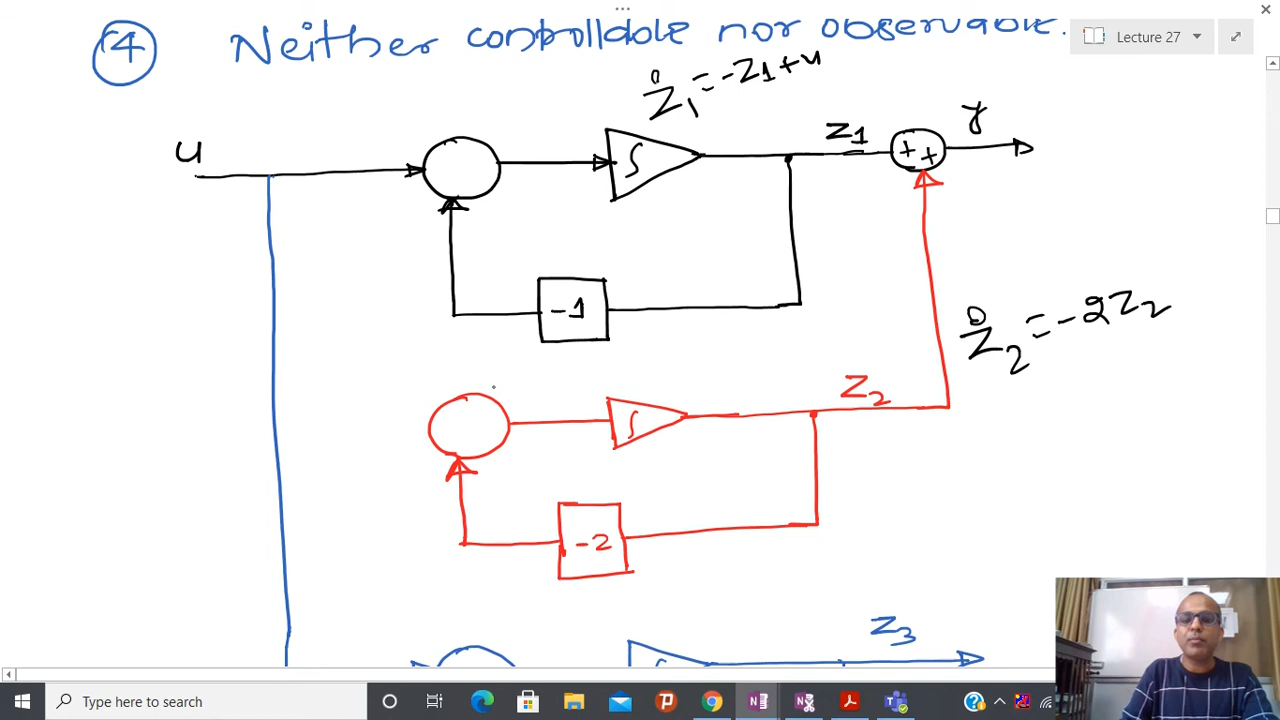 ④ Neither controllable nor observable.
Lecture 27
ż₁ = -z₁ + u
u
∫
z₁
+ +
y
-1
ż₂ = -2z₂
∫
z₂
-2
z₃
Type here to search